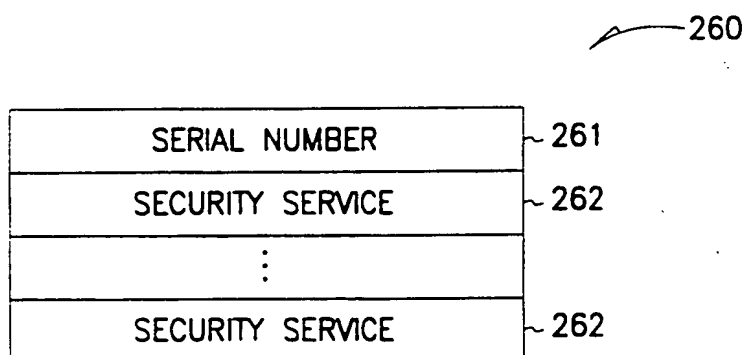 260
SERIAL NUMBER 261
SECURITY SERVICE 262
⋮
SECURITY SERVICE 262